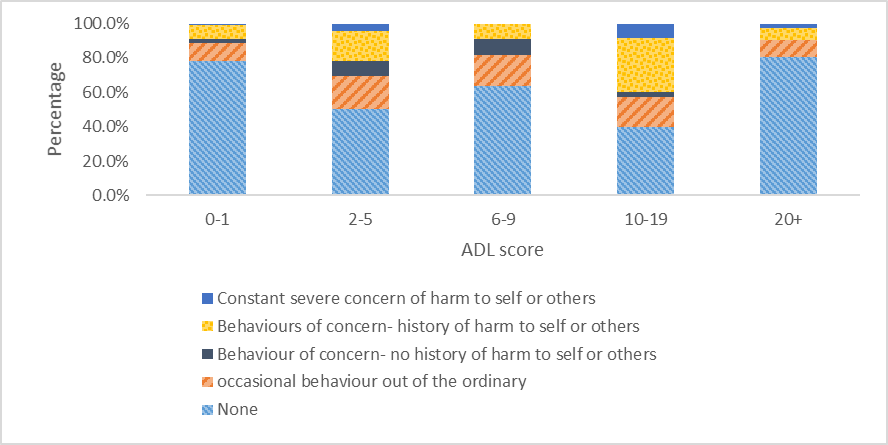 100.0%
80.0%
60.0%
40.0%
20.0%
0.0%
Percentage
0-1 2-5 6-9 10-19 20+
ADL score
Constant severe concern of harm to self or others
Behaviours of concern- history of harm to self or others
Behaviour of concern- no history of harm to self or others
occasional behaviour out of the ordinary
None